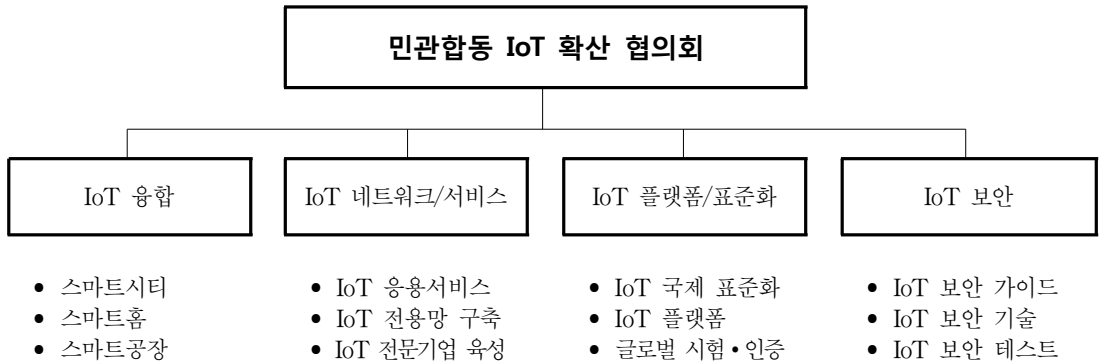 민관합동 IoT 확산 협의회
IoT 융합
IoT 네트워크/서비스
IoT 플랫폼/표준화
IoT 보안
• 스마트시티
• 스마트홈
• 스마트공장
• IoT 응용서비스
• IoT 전용망 구축
• IoT 전문기업 육성
• IoT 국제 표준화
• IoT 플랫폼
• 글로벌 시험•인증
• IoT 보안 가이드
• IoT 보안 기술
• IoT 보안 테스트